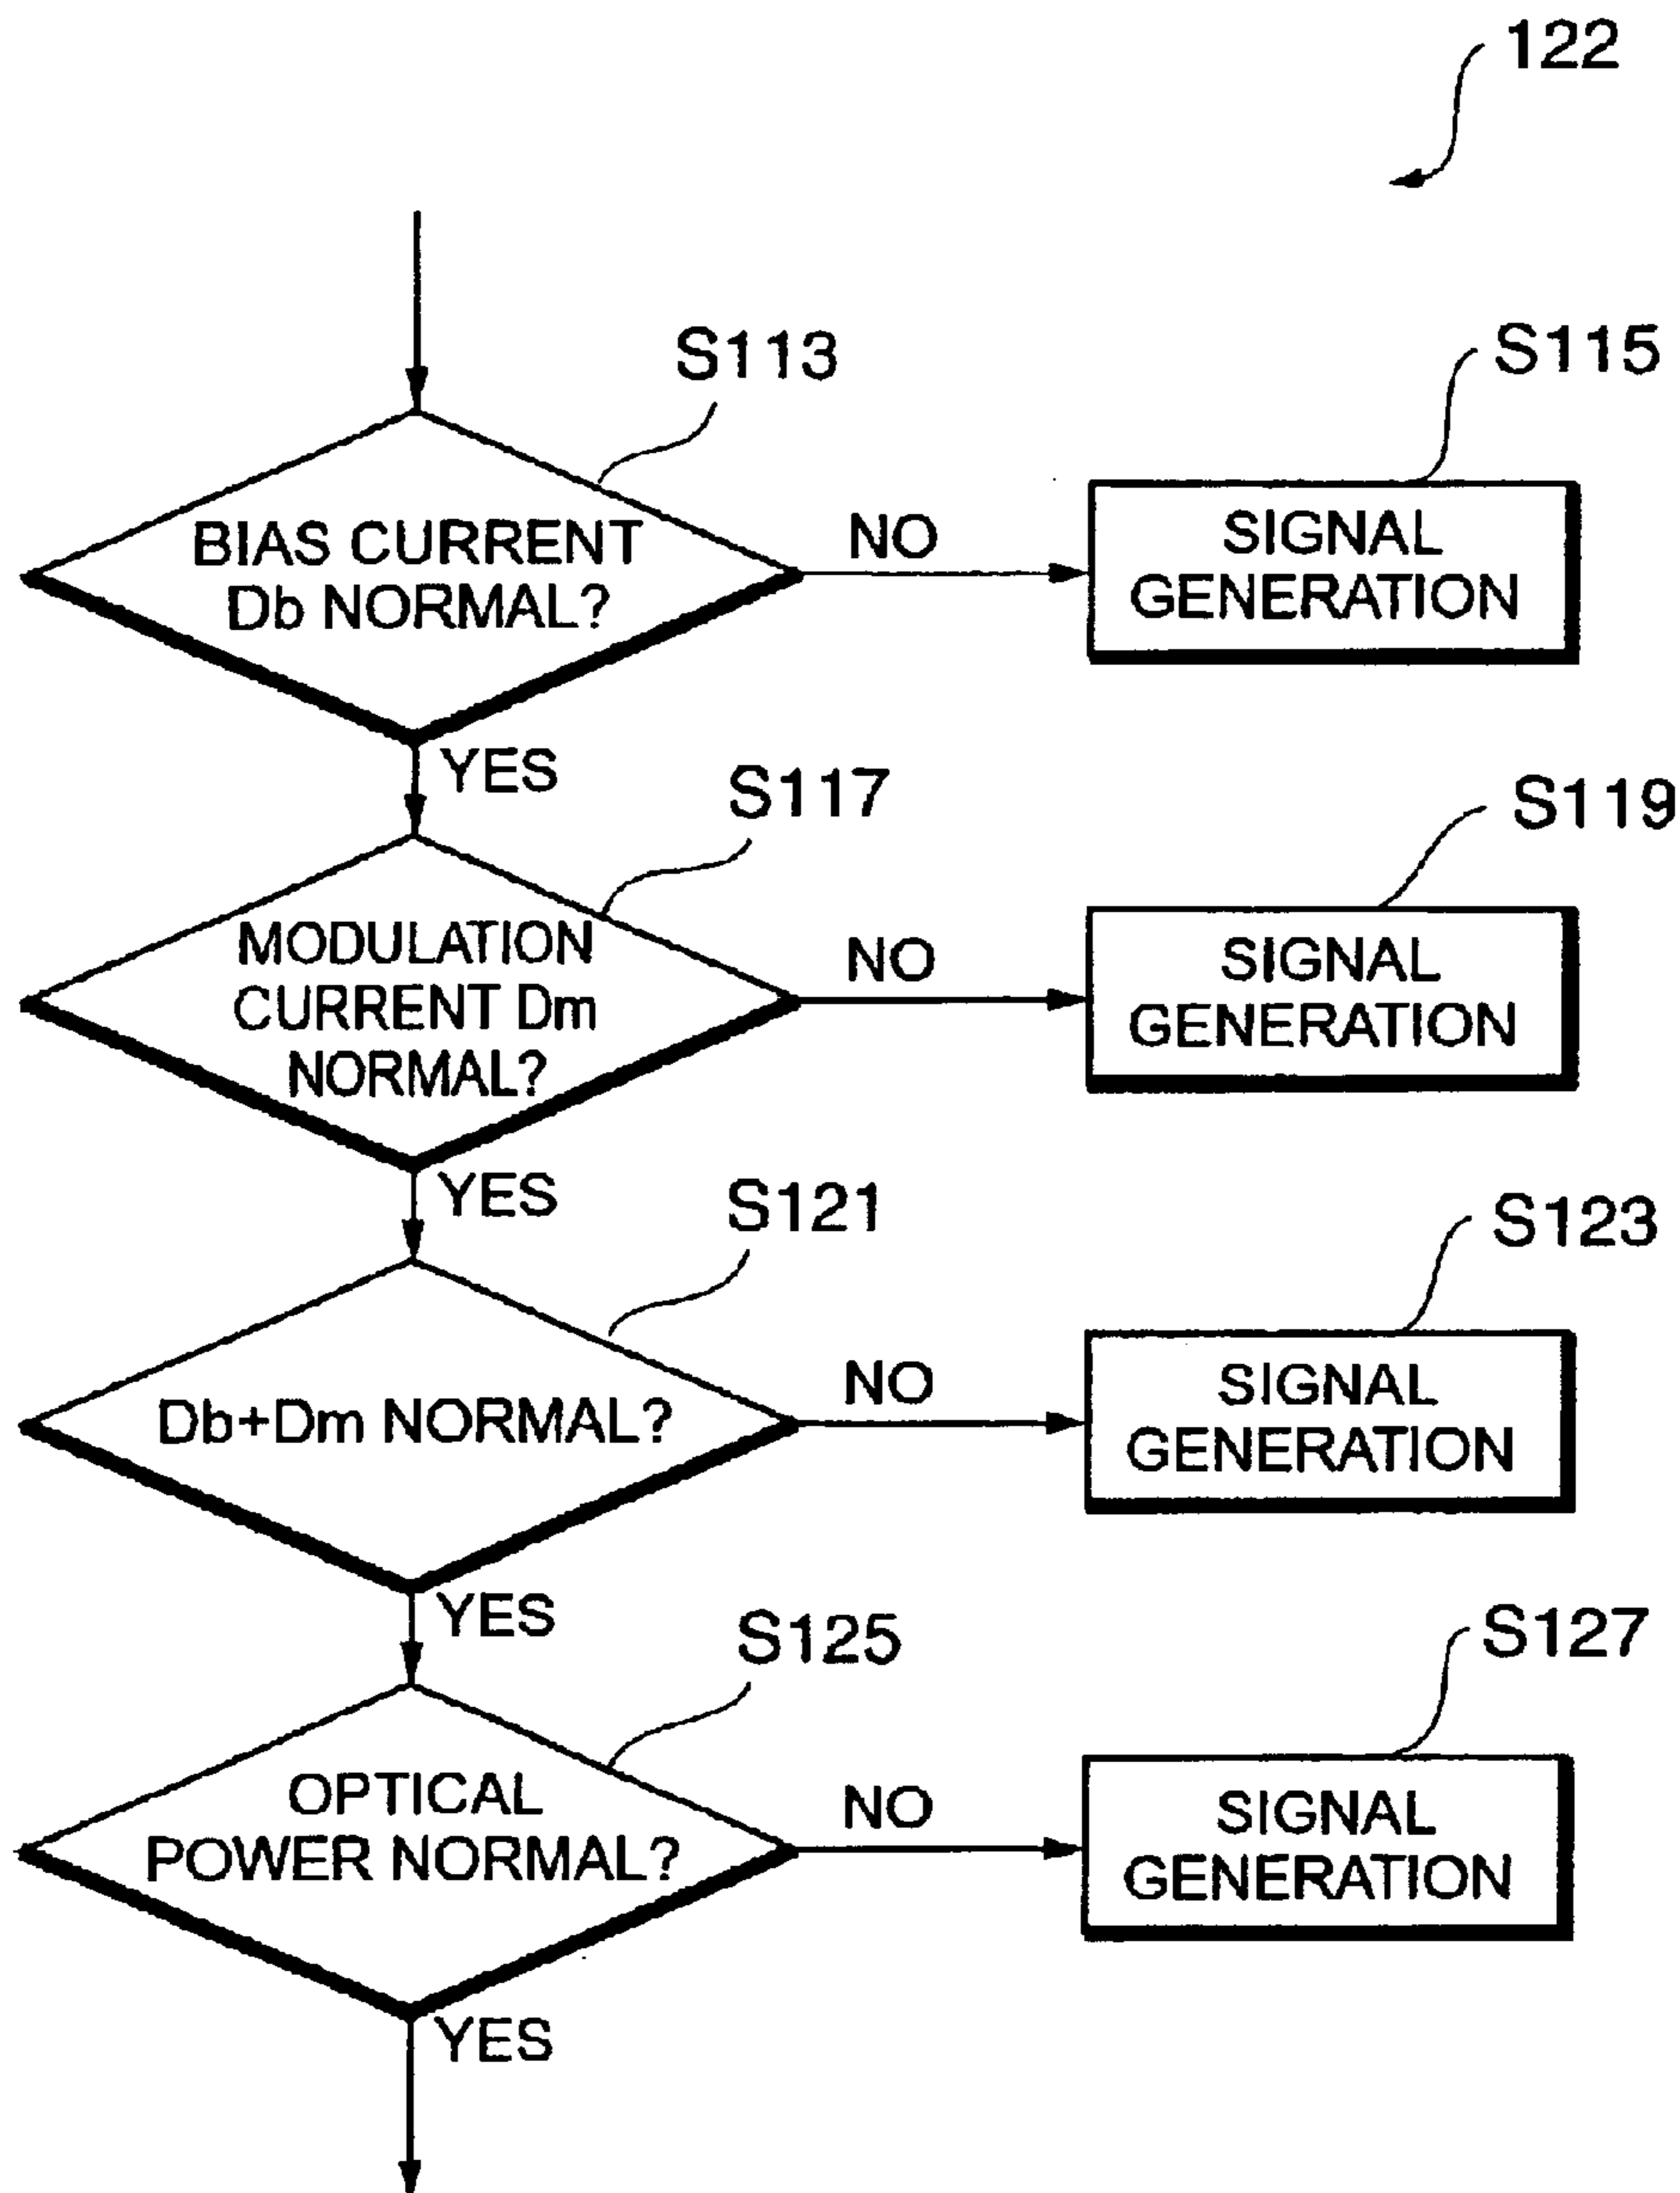 122
S113
S115
BIAS CURRENT
Db NORMAL?
NO
SIGNAL
GENERATION
YES
S117
S119
MODULATION
CURRENT Dm
NORMAL?
NO
SIGNAL
GENERATION
YES
S121
S123
Db+Dm NORMAL?
NO
SIGNAL
GENERATION
YES
S125
S127
OPTICAL
POWER NORMAL?
NO
SIGNAL
GENERATION
YES